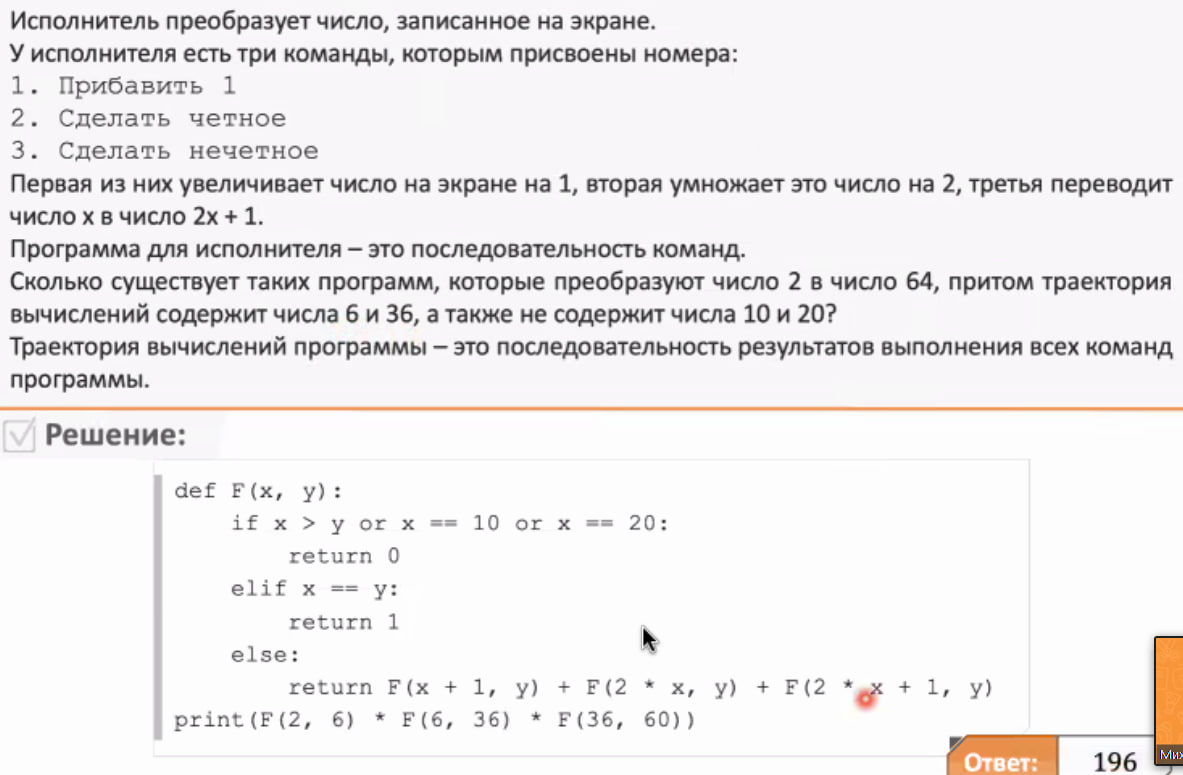 Исполнитель преобразует число, записанное на экране.
У исполнителя есть три команды, которым присвоены номера:
1. Прибавить 1
2. Сделать четное
3. Сделать нечетное
Первая из них увеличивает число на экране на 1, вторая умножает это число на 2, третья переводит
число x в число 2x + 1.
Программа для исполнителя – это последовательность команд.
Сколько существует таких программ, которые преобразуют число 2 в число 64, притом траектория
вычислений содержит числа 6 и 36, а также не содержит числа 10 и 20?
Траектория вычислений программы – это последовательность результатов выполнения всех команд
программы.
Решение:
def F(x, y):
if x > y or x == 10 or x == 20:
return 0
elif x == y:
return 1
else:
return F(x + 1, y) + F(2 * x, y) + F(2 * x + 1, y)
print(F(2, 6) * F(6, 36) * F(36, 60))
Ответ: 196